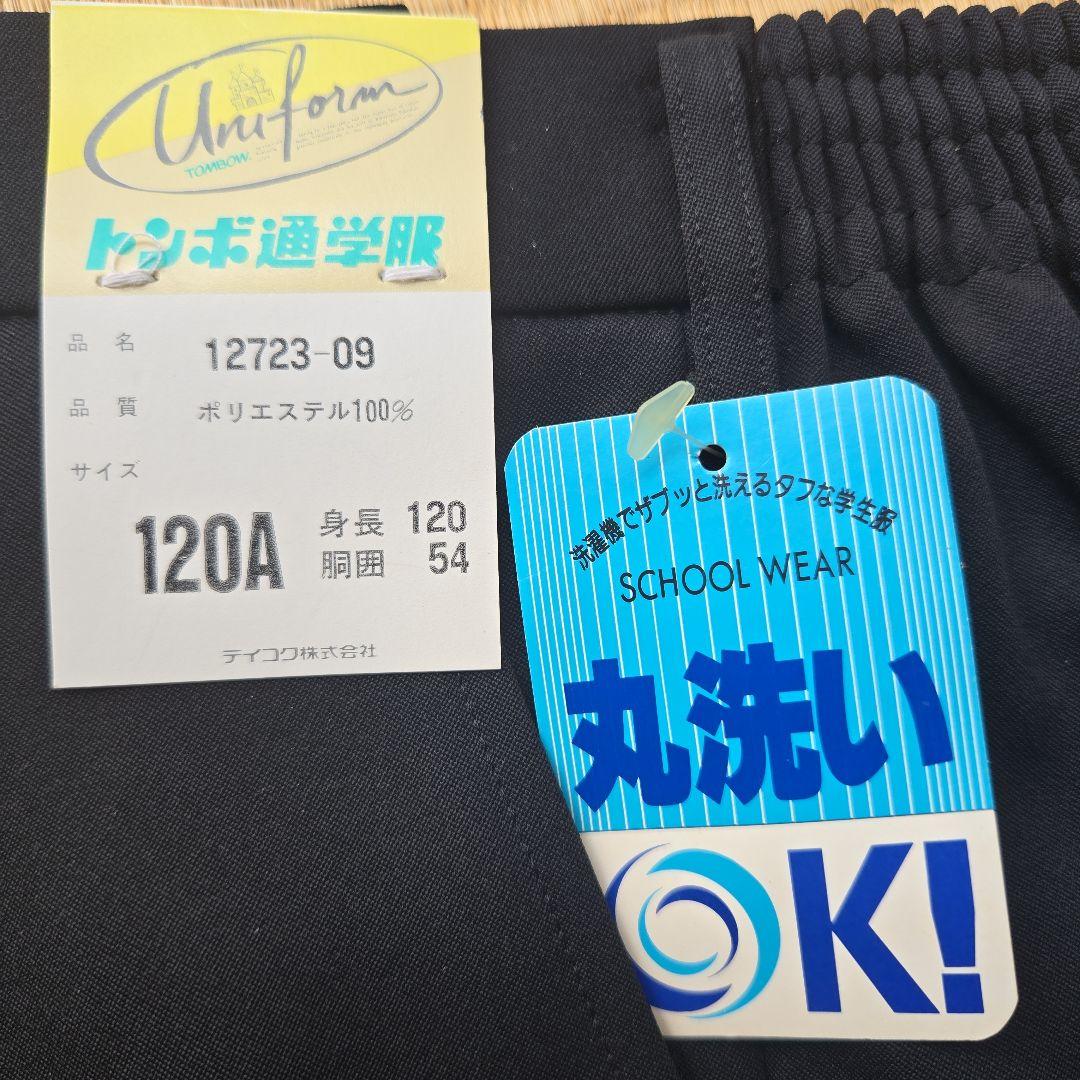 Uniform
TOMBOW.
トンボ通学服
品名 12723-09
品質 ポリエステル100%
サイズ
120A 身長 120
胴囲 54
テイコク株式会社
洗濯機でザブッと洗えるタフな学生服
SCHOOL WEAR
丸洗い
OK!